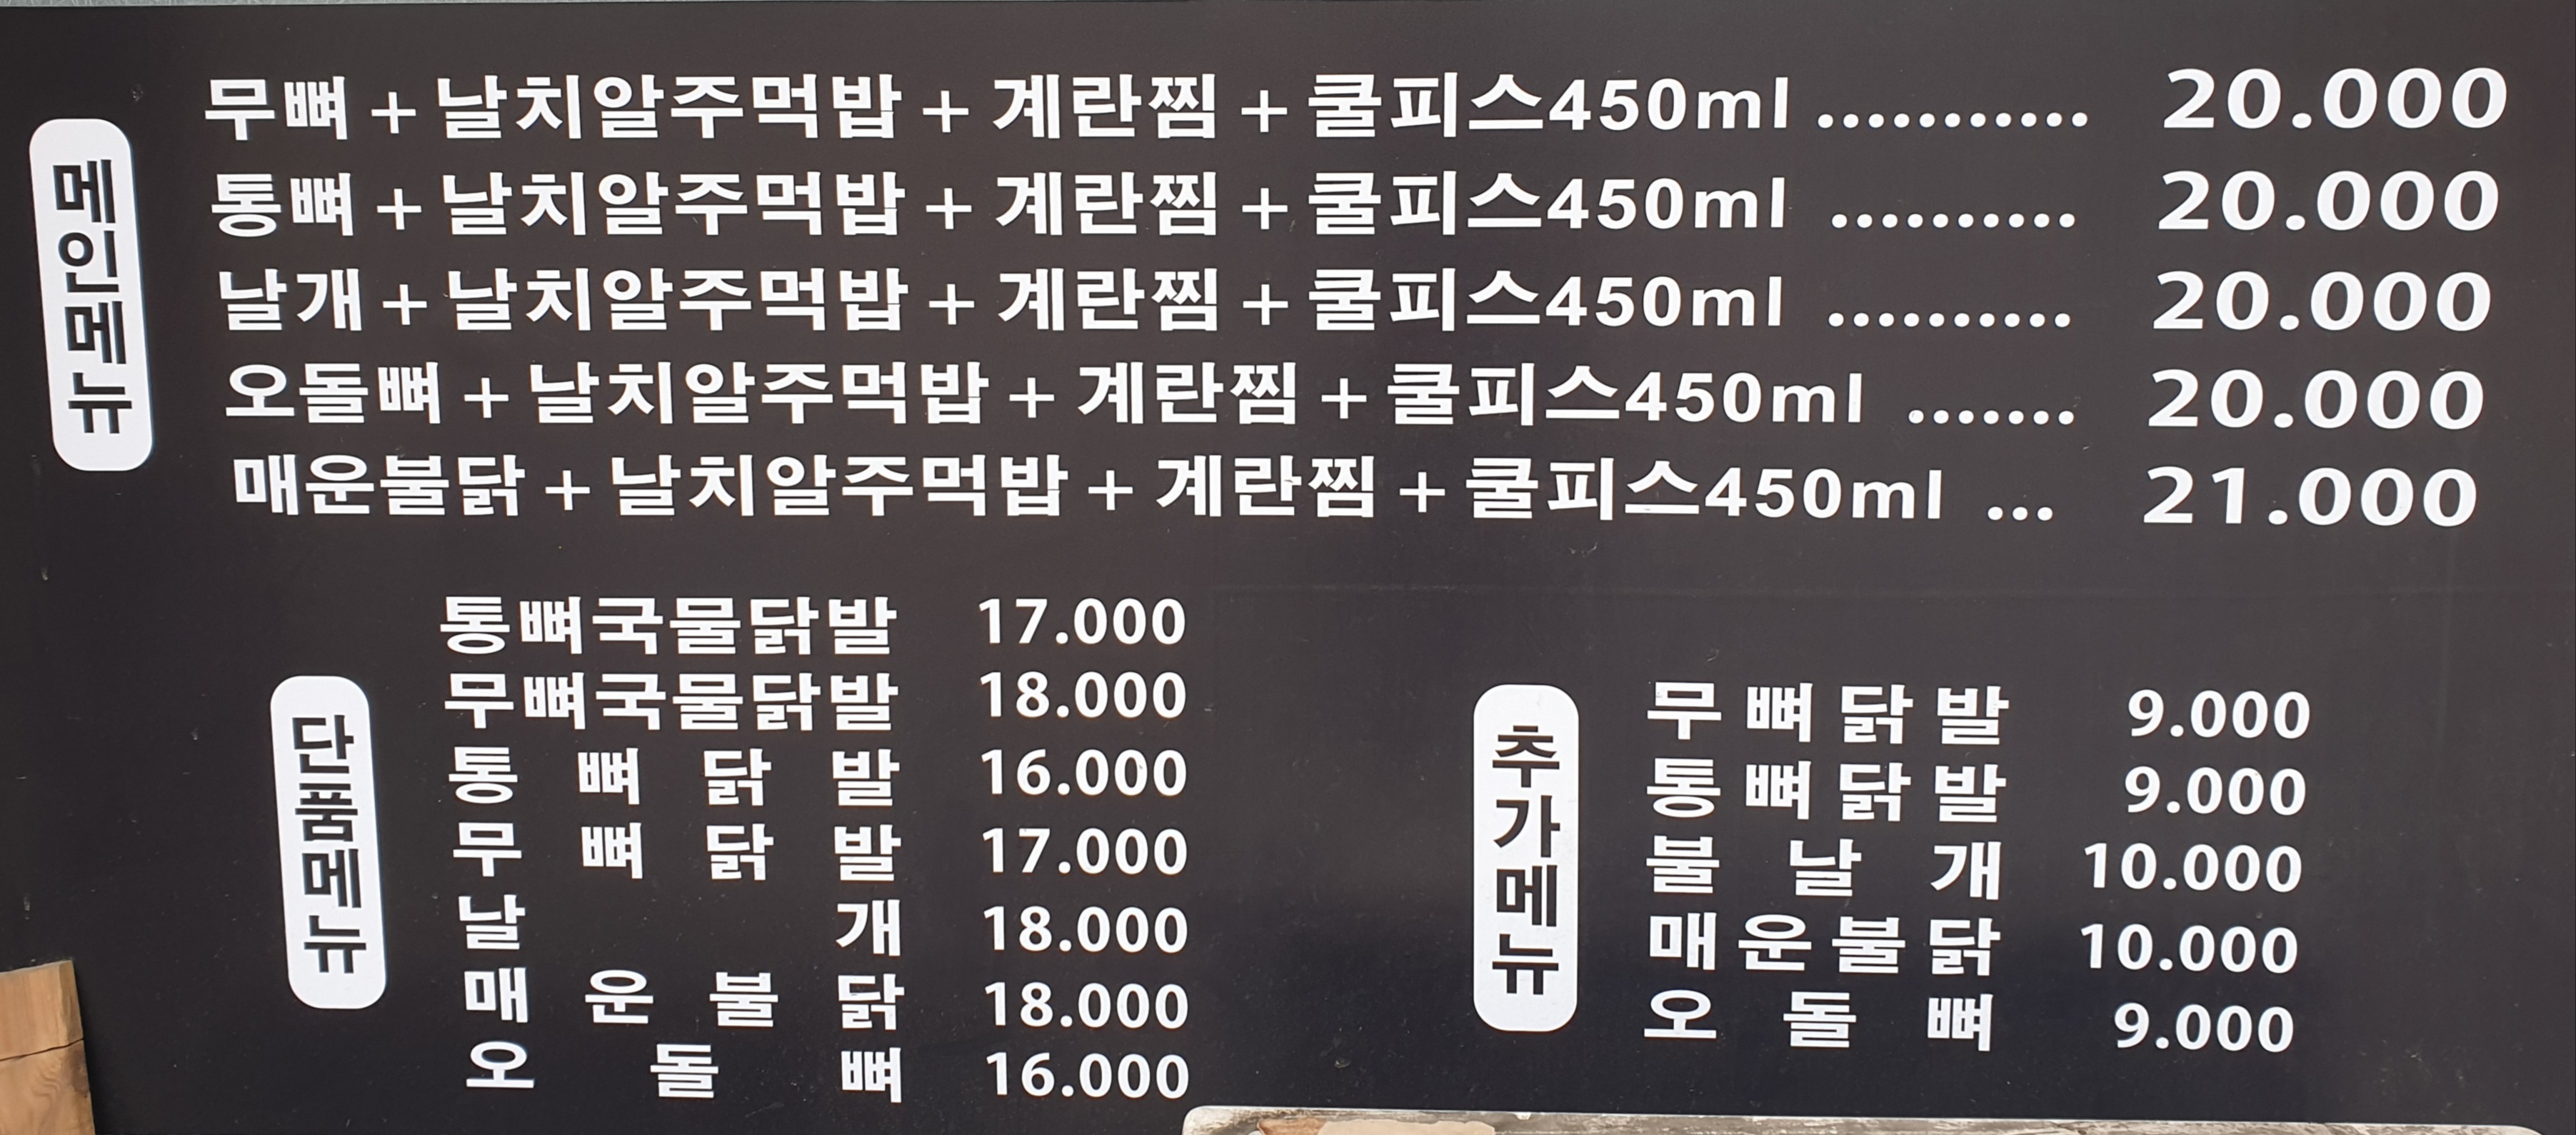 메인메뉴
무뼈 + 날치알주먹밥 + 계란찜 + 쿨피스450ml ........... 20.000
통뼈 + 날치알주먹밥 + 계란찜 + 쿨피스450ml .......... 20.000
날개 + 날치알주먹밥 + 계란찜 + 쿨피스450ml .......... 20.000
오돌뼈 + 날치알주먹밥 + 계란찜 + 쿨피스450ml ....... 20.000
매운불닭 + 날치알주먹밥 + 계란찜 + 쿨피스450ml ... 21.000
단품메뉴
통뼈국물닭발 17.000
무뼈국물닭발 18.000
통뼈닭발 16.000
무뼈닭발 17.000
날개 18.000
매운불닭 18.000
오돌뼈 16.000
추가메뉴
무뼈닭발 9.000
통뼈닭발 9.000
불날개 10.000
매운불닭 10.000
오돌뼈 9.000